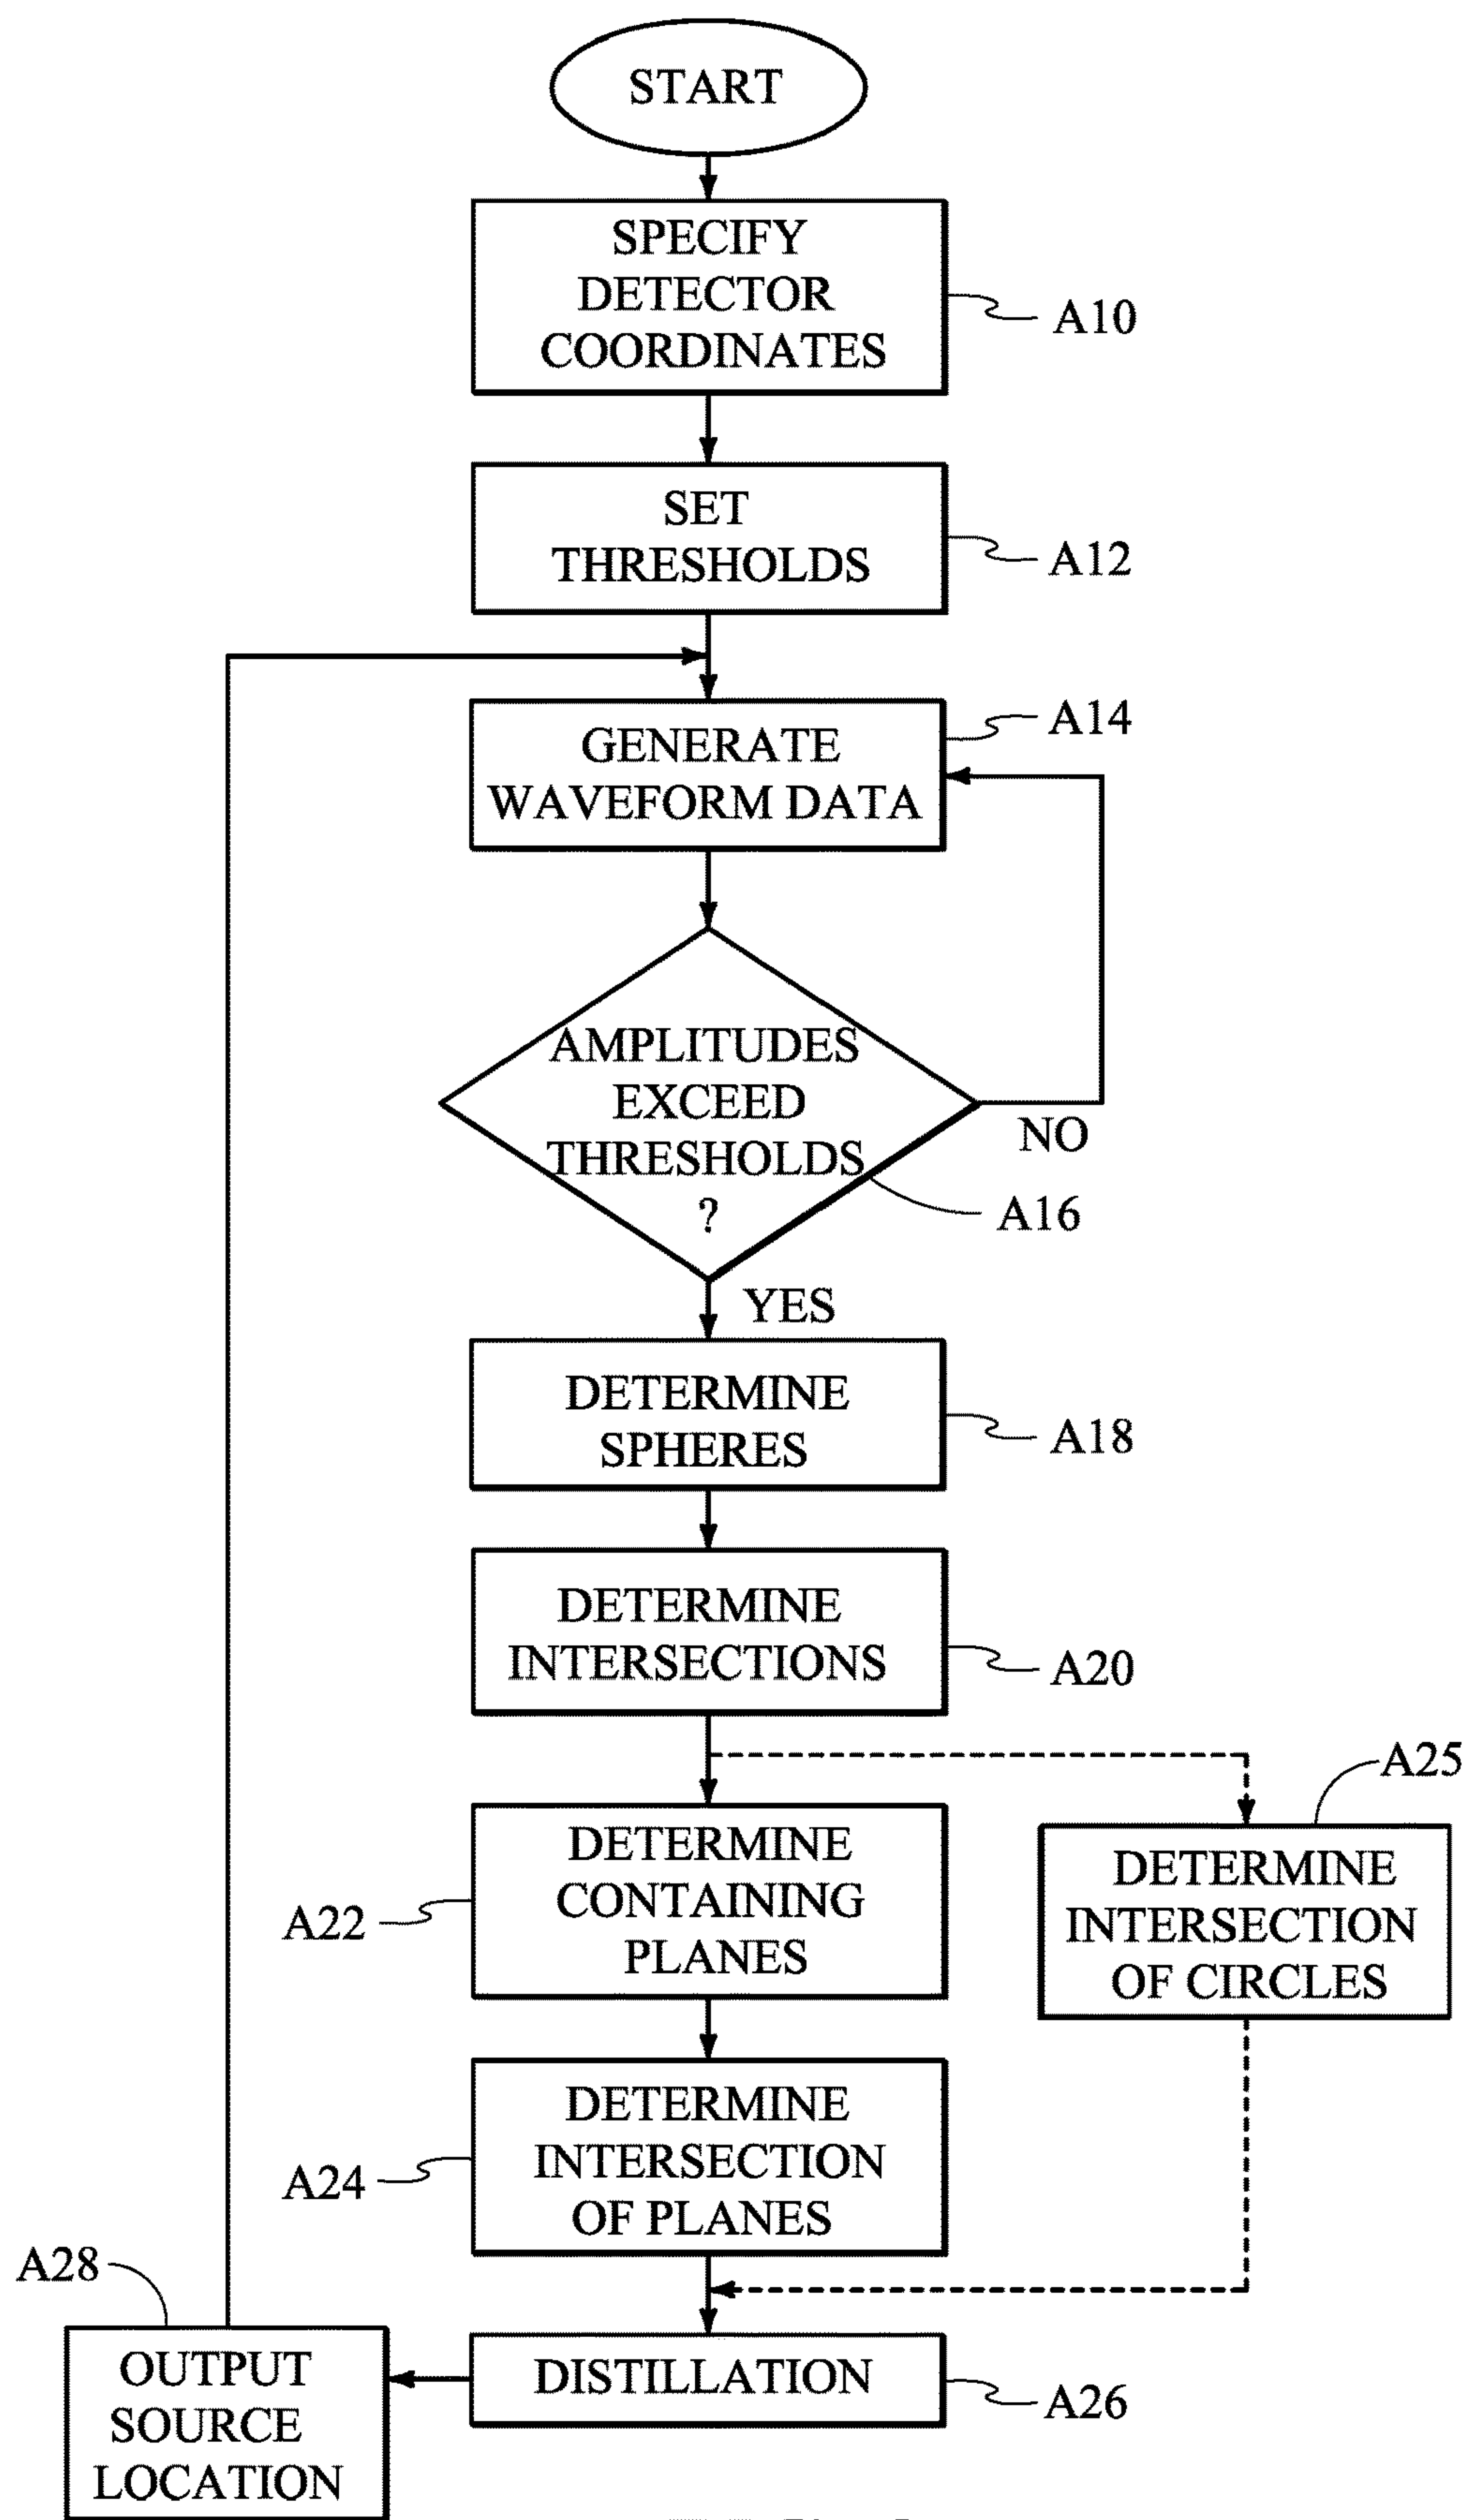 START
SPECIFY
DETECTOR
COORDINATES
A10
SET
THRESHOLDS
A12
GENERATE
WAVEFORM DATA
A14
AMPLITUDES
EXCEED
THRESHOLDS
?
NO
A16
YES
DETERMINE
SPHERES
A18
DETERMINE
INTERSECTIONS
A20
DETERMINE
CONTAINING
PLANES
A22
A25
DETERMINE
INTERSECTION
OF CIRCLES
DETERMINE
INTERSECTION
OF PLANES
A24
A28
OUTPUT
SOURCE
LOCATION
DISTILLATION
A26